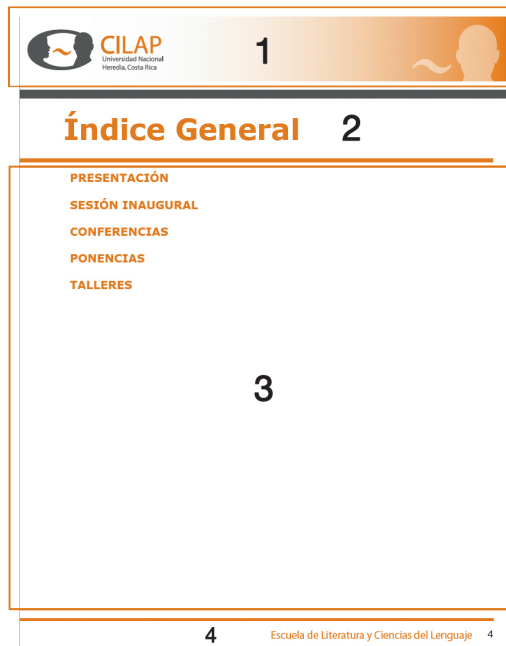 CILAP
Universidad Nacional
Heredia, Costa Rica
1
Índice General 2
PRESENTACIÓN
SESIÓN INAUGURAL
CONFERENCIAS
PONENCIAS
TALLERES
3
4 Escuela de Literatura y Ciencias del Lenguaje 4